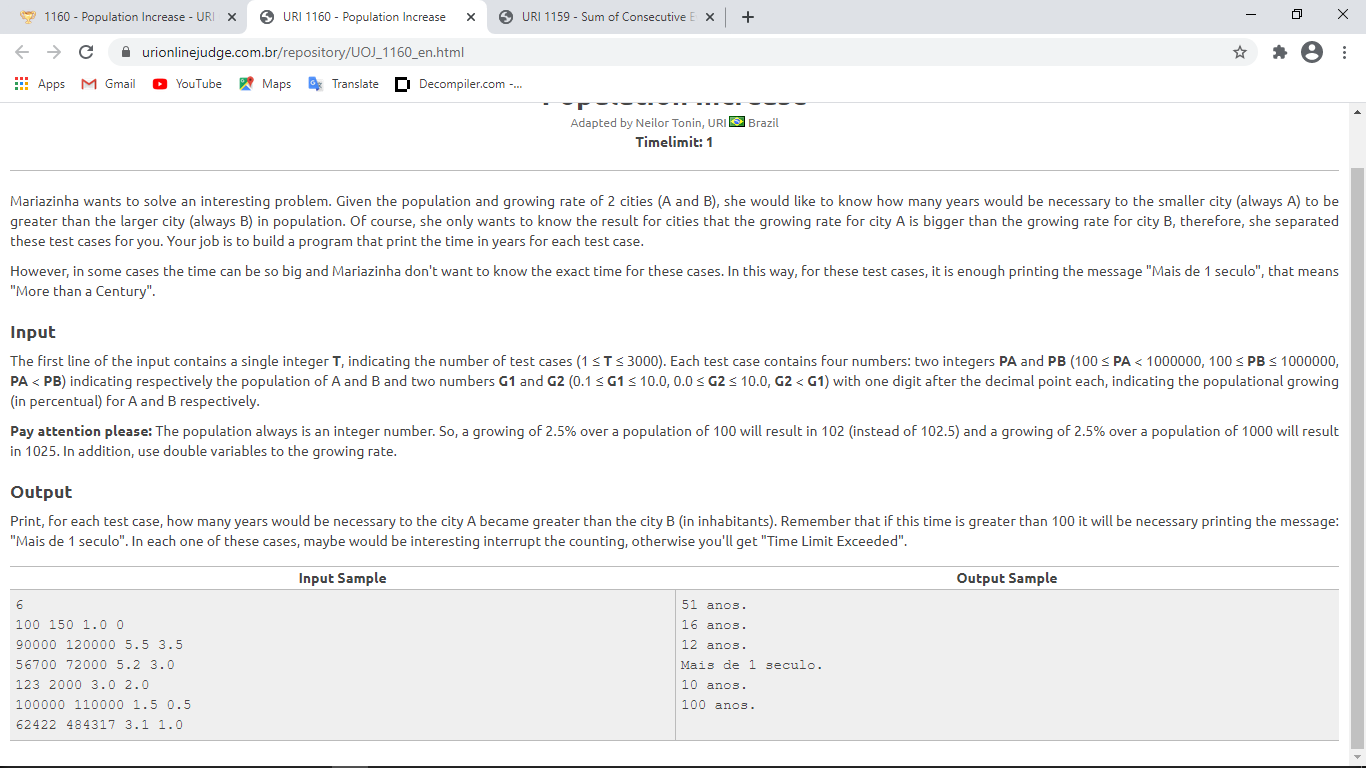 1160 - Population Increase - URI
URI 1160 - Population Increase
URI 1159 - Sum of Consecutive E
urionlinejudge.com.br/repository/UOJ_1160_en.html
Apps Gmail YouTube Maps Translate Decompiler.com -...
Population Increase
Adapted by Neilor Tonin, URI Brazil
Timelimit: 1
Mariazinha wants to solve an interesting problem. Given the population and growing rate of 2 cities (A and B), she would like to know how many years would be necessary to the smaller city (always A) to be
greater than the larger city (always B) in population. Of course, she only wants to know the result for cities that the growing rate for city A is bigger than the growing rate for city B, therefore, she separated
these test cases for you. Your job is to build a program that print the time in years for each test case.
However, in some cases the time can be so big and Mariazinha don't want to know the exact time for these cases. In this way, for these test cases, it is enough printing the message "Mais de 1 seculo", that means
"More than a Century".
Input
The first line of the input contains a single integer T, indicating the number of test cases (1 ≤ T ≤ 3000). Each test case contains four numbers: two integers PA and PB (100 ≤ PA < 1000000, 100 ≤ PB ≤ 1000000,
PA < PB) indicating respectively the population of A and B and two numbers G1 and G2 (0.1 ≤ G1 ≤ 10.0, 0.0 ≤ G2 ≤ 10.0, G2 < G1) with one digit after the decimal point each, indicating the populational growing
(in percentual) for A and B respectively.
Pay attention please: The population always is an integer number. So, a growing of 2.5% over a population of 100 will result in 102 (instead of 102.5) and a growing of 2.5% over a population of 1000 will result
in 1025. In addition, use double variables to the growing rate.
Output
Print, for each test case, how many years would be necessary to the city A became greater than the city B (in inhabitants). Remember that if this time is greater than 100 it will be necessary printing the message:
"Mais de 1 seculo". In each one of these cases, maybe would be interesting interrupt the counting, otherwise you'll get "Time Limit Exceeded".
Input Sample
6
100 150 1.0 0
90000 120000 5.5 3.5
56700 72000 5.2 3.0
123 2000 3.0 2.0
100000 110000 1.5 0.5
62422 484317 3.1 1.0
Output Sample
51 anos.
16 anos.
12 anos.
Mais de 1 seculo.
10 anos.
100 anos.